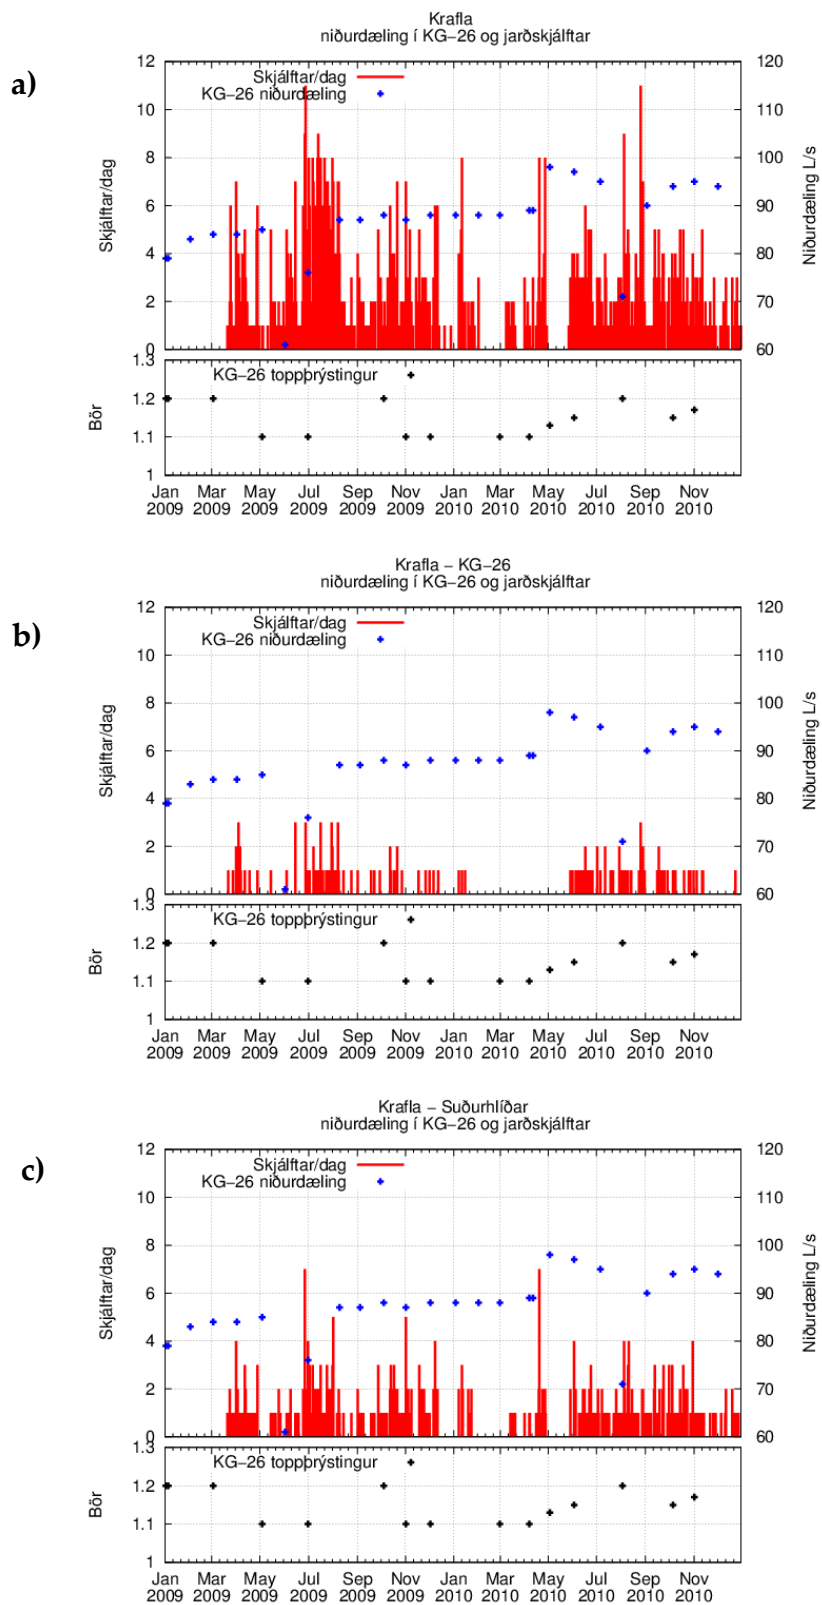 a)
Krafla
niðurdæling í KG−26 og jarðskjálftar
Skjálftar/dag
KG−26 niðurdæling
12
10
8
6
4
2
0
Skjálftar/dag
120
110
100
90
80
70
60
Niðurdæling L/s
KG−26 toppþrýstingur
1.3
1.2
1.1
1
Bör
Jan Mar May Jul Sep Nov Jan Mar May Jul Sep Nov
2009 2009 2009 2009 2009 2009 2010 2010 2010 2010 2010 2010
b)
Krafla − KG−26
niðurdæling í KG−26 og jarðskjálftar
Skjálftar/dag
KG−26 niðurdæling
12
10
8
6
4
2
0
Skjálftar/dag
120
110
100
90
80
70
60
Niðurdæling L/s
KG−26 toppþrýstingur
1.3
1.2
1.1
1
Bör
Jan Mar May Jul Sep Nov Jan Mar May Jul Sep Nov
2009 2009 2009 2009 2009 2009 2010 2010 2010 2010 2010 2010
c)
Krafla − Suðurhlíðar
niðurdæling í KG−26 og jarðskjálftar
Skjálftar/dag
KG−26 niðurdæling
12
10
8
6
4
2
0
Skjálftar/dag
120
110
100
90
80
70
60
Niðurdæling L/s
KG−26 toppþrýstingur
1.3
1.2
1.1
1
Bör
Jan Mar May Jul Sep Nov Jan Mar May Jul Sep Nov
2009 2009 2009 2009 2009 2009 2010 2010 2010 2010 2010 2010